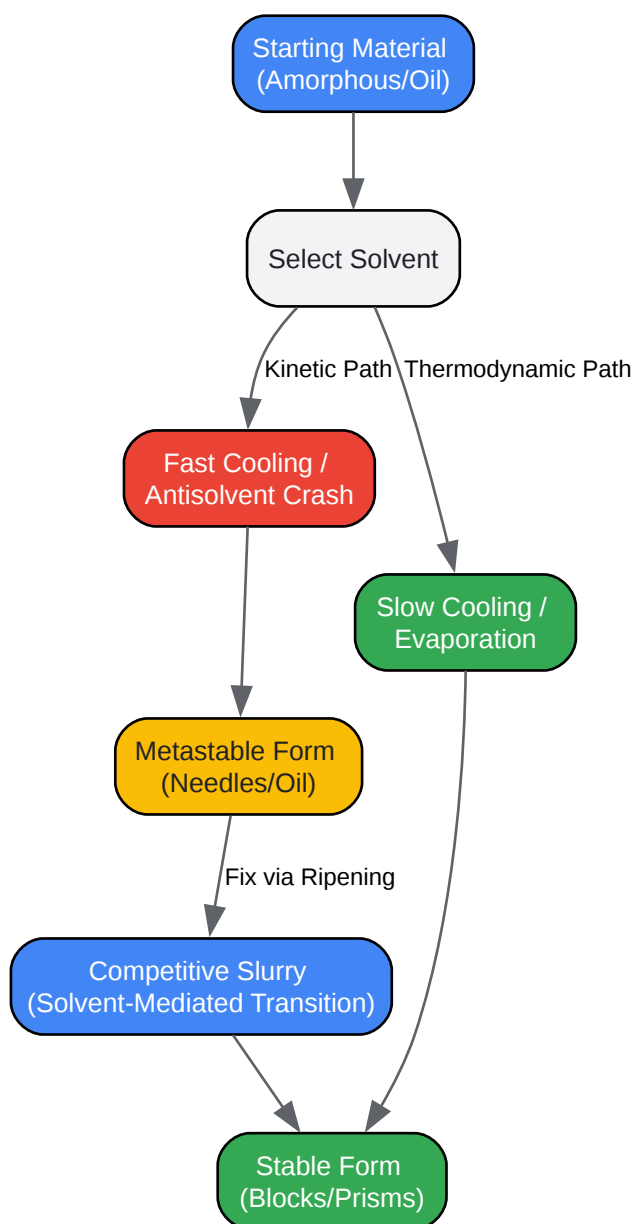 Starting Material
(Amorphous/Oil)
Select Solvent
Kinetic Path
Thermodynamic Path
Fast Cooling /
Antisolvent Crash
Slow Cooling /
Evaporation
Metastable Form
(Needles/Oil)
Fix via Ripening
Competitive Slurry
(Solvent-Mediated Transition)
Stable Form
(Blocks/Prisms)